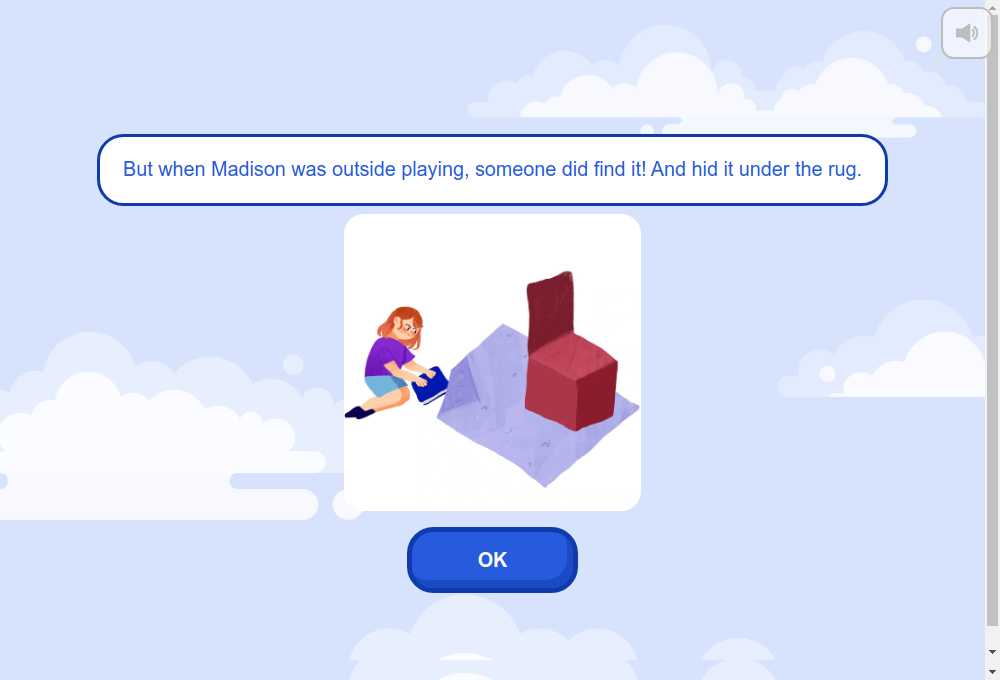 But when Madison was outside playing, someone did find it! And hid it under the rug.
OK